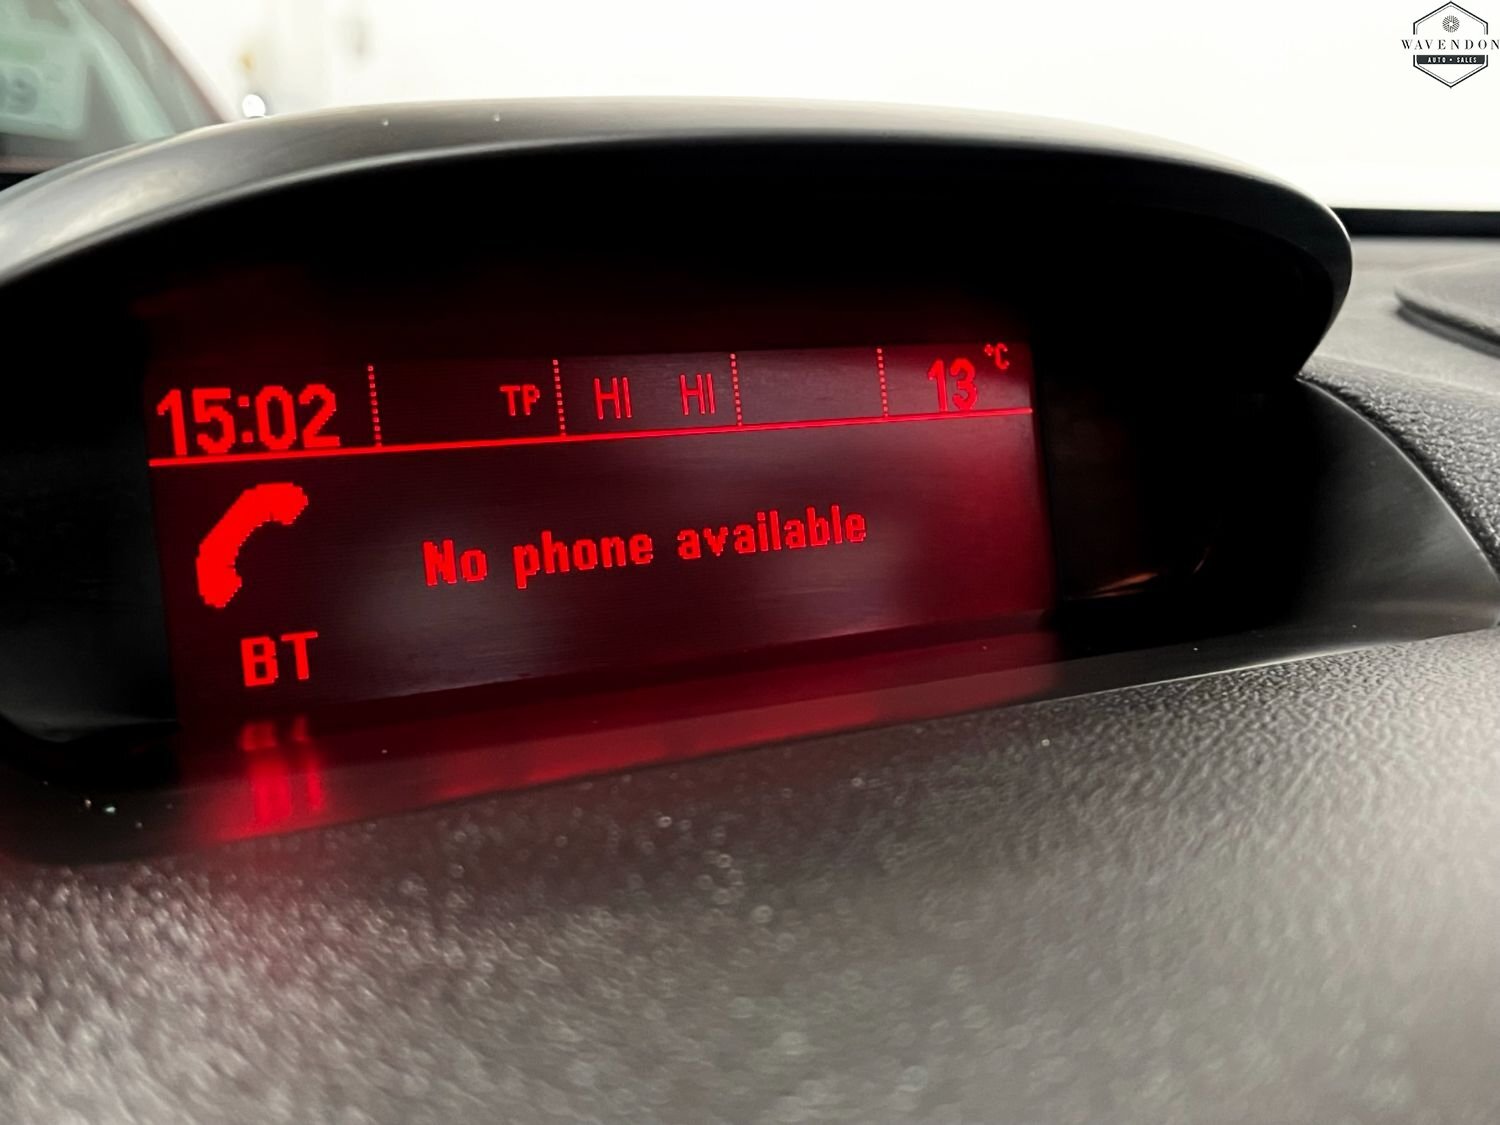 WAVENDON
AUTO • SALES
15:02 TP HI HI 13 °C
No phone available
BT